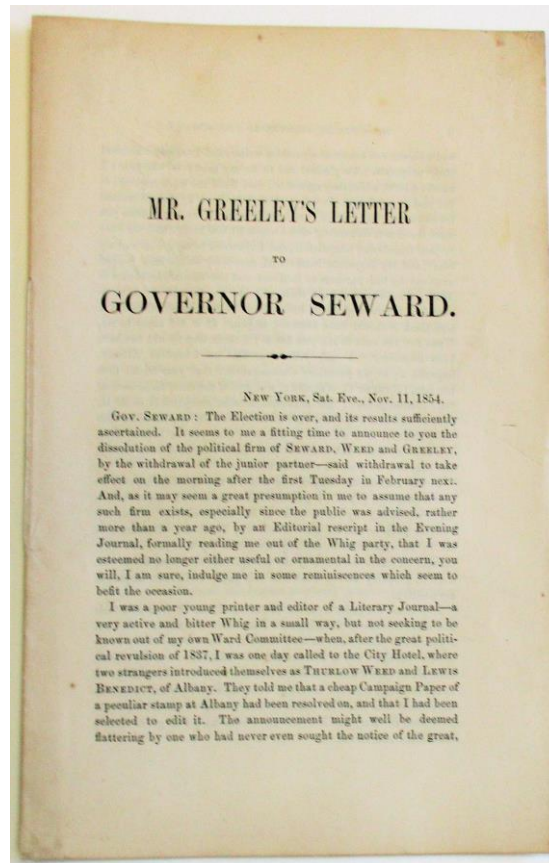 MR. GREELEY'S LETTER
TO
GOVERNOR SEWARD.
NEW YORK, Sat. Eve., Nov. 11, 1854.
GOV. SEWARD: The Election is over, and its results sufficiently
ascertained. It seems to me a fitting time to announce to you the
dissolution of the political firm of SEWARD, WEED and GREELEY,
by the withdrawal of the junior partner—said withdrawal to take
effect on the morning after the first Tuesday in February next.
And, as it may seem a great presumption in me to assume that any
such firm exists, especially since the public was advised, rather
more than a year ago, by an Editorial rescript in the Evening
Journal, formally reading me out of the Whig party, that I was
esteemed no longer either useful or ornamental in the concern, you
will, I am sure, indulge me in some reminiscences which seem to
befit the occasion.
I was a poor young printer and editor of a Literary Journal—a
very active and bitter Whig in a small way, but not seeking to be
known out of my own Ward Committee—when, after the great politi-
cal revulsion of 1837, I was one day called to the City Hotel, where
two strangers introduced themselves as THURLOW WEED and LEWIS
BENEDICT, of Albany. They told me that a cheap Campaign Paper of
a peculiar stamp at Albany had been resolved on, and that I had been
selected to edit it. The announcement might well be deemed
flattering by one who had never even sought the notice of the great,